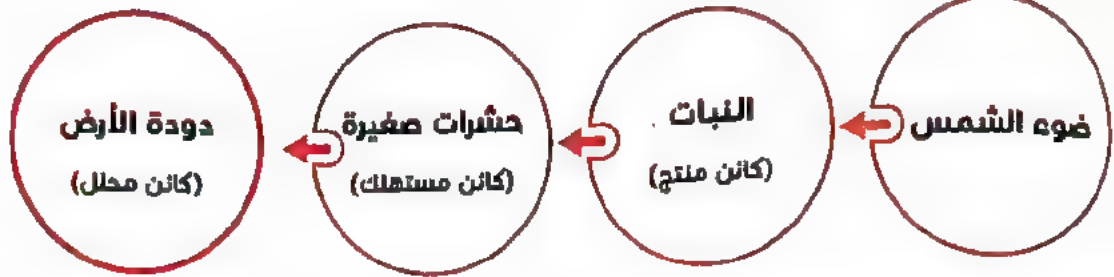 ضوء الشمس
النبات
(كائن منتج)
حشرات صغيرة
(كائن مستهلك)
دودة الأرض
(كائن محلل)